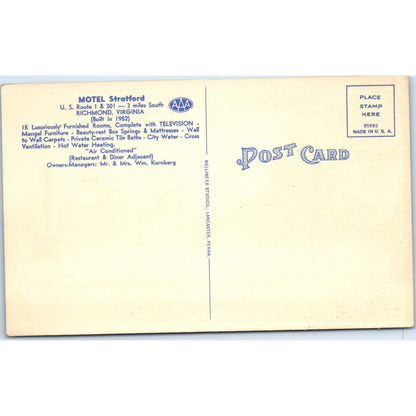 MOTEL Stratford
U. S. Route 1 & 301 — 3 miles South
RICHMOND, VIRGINIA
(Built in 1952)
AAA
15 Luxuriously Furnished Rooms, Complete with TELEVISION -
Mengel Furniture - Beauty-rest Box Springs & Mattresses - Wall
to Wall Carpets - Private Ceramic Tile Baths - City Water - Cross
Ventilation - Hot Water Heating.
"Air Conditioned"
(Restaurant & Diner Adjacent)
Owners-Managers: Mr. & Mrs. Wm. Kornberg
MELLINGER STUDIOS, LANCASTER, PENNA.
POST CARD
PLACE
STAMP
HERE
85083
MADE IN U. S. A.